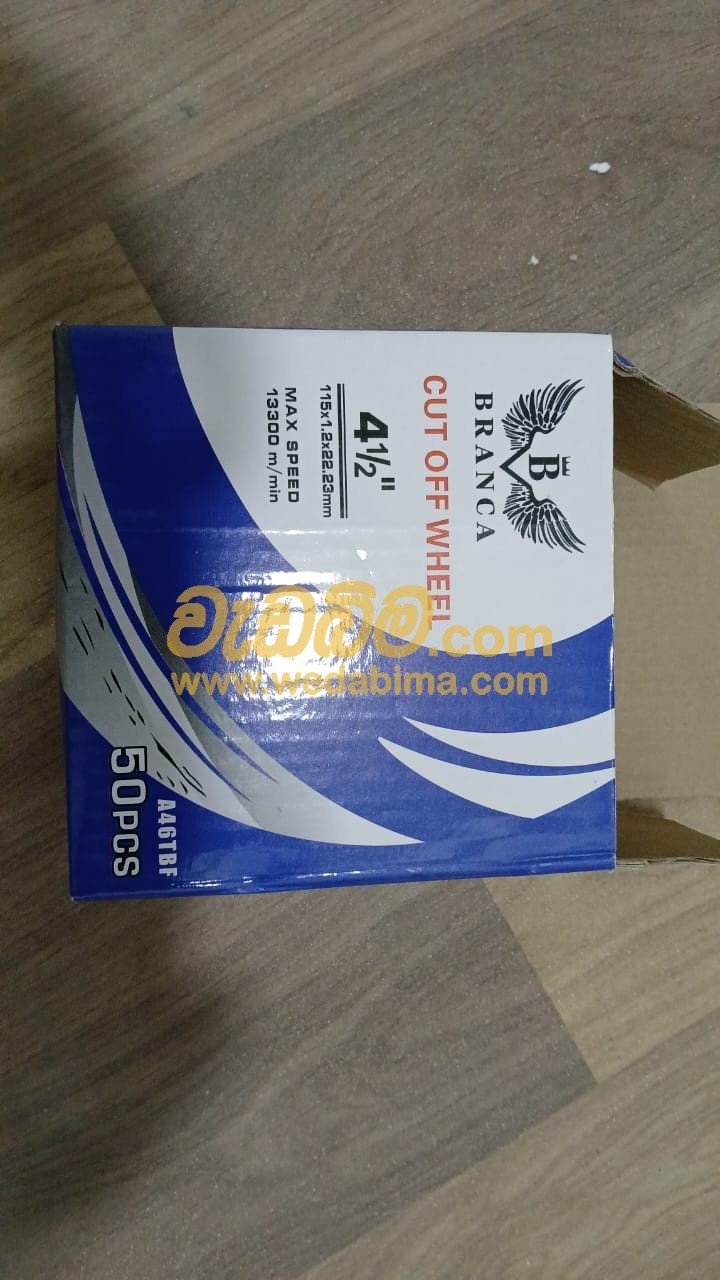 B
BRANCA
CUT OFF WHEEL
4½"
115x1.2x22.23mm
MAX SPEED
13300 m/min
A46TBF
50PCS
වැඩබිම.com
www.wedabima.com